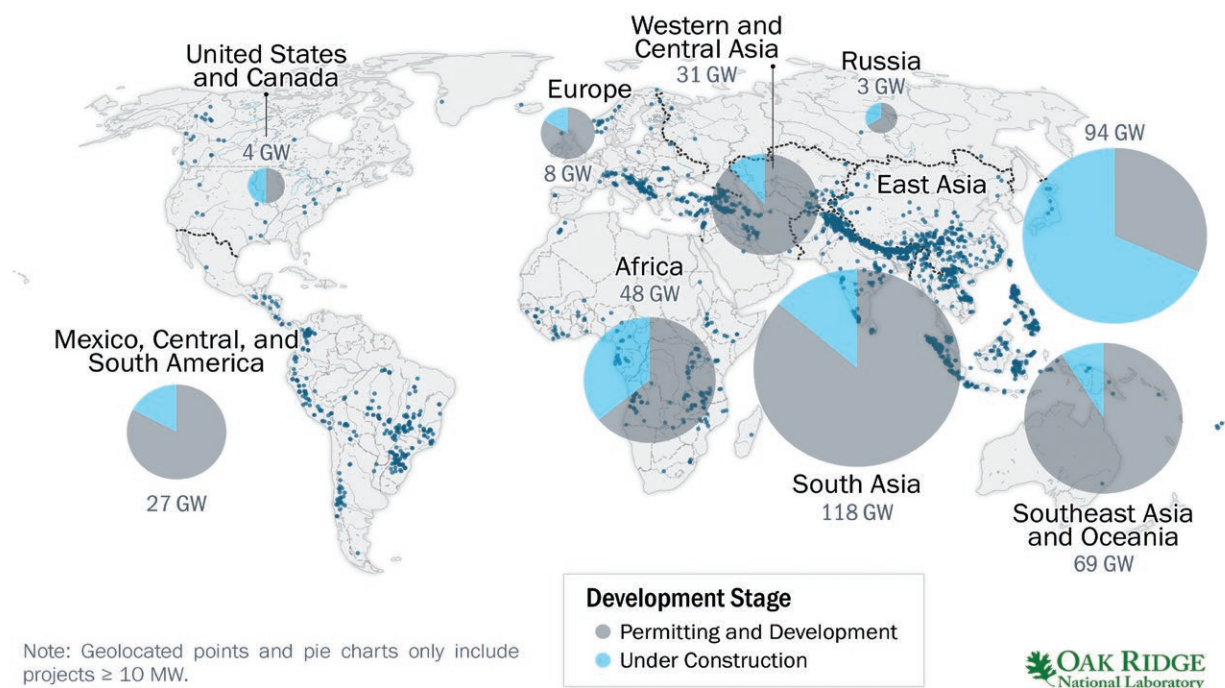 United States
and Canada
4 GW
Europe
8 GW
Western and
Central Asia
31 GW
Russia
3 GW
94 GW
East Asia
Africa
48 GW
Mexico, Central, and
South America
27 GW
South Asia
118 GW
Southeast Asia
and Oceania
69 GW
Development Stage
Permitting and Development
Under Construction
Note: Geolocated points and pie charts only include
projects ≥ 10 MW.
OAK RIDGE
National Laboratory